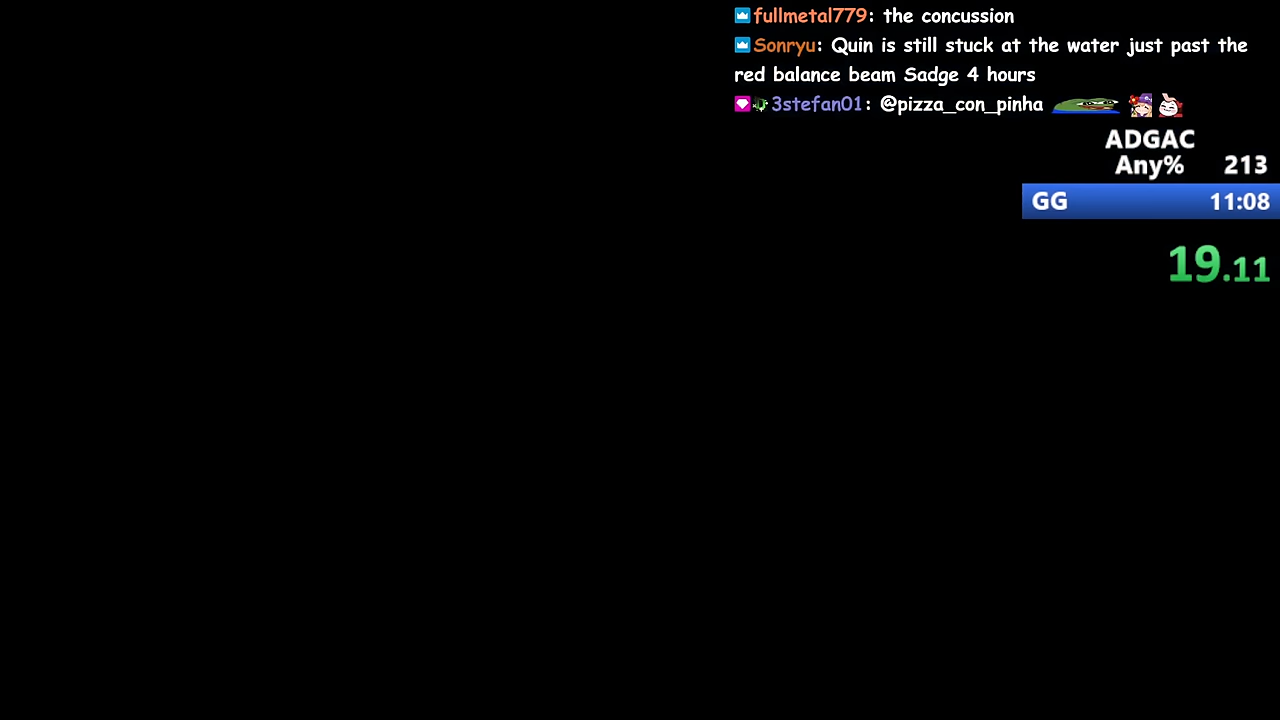 fullmetal779: the concussion
Sonryu: Quin is still stuck at the water just past the
red balance beam Sadge 4 hours
3stefan01: @pizza_con_pinha
ADGAC
Any% 213
GG 11:08
19.11